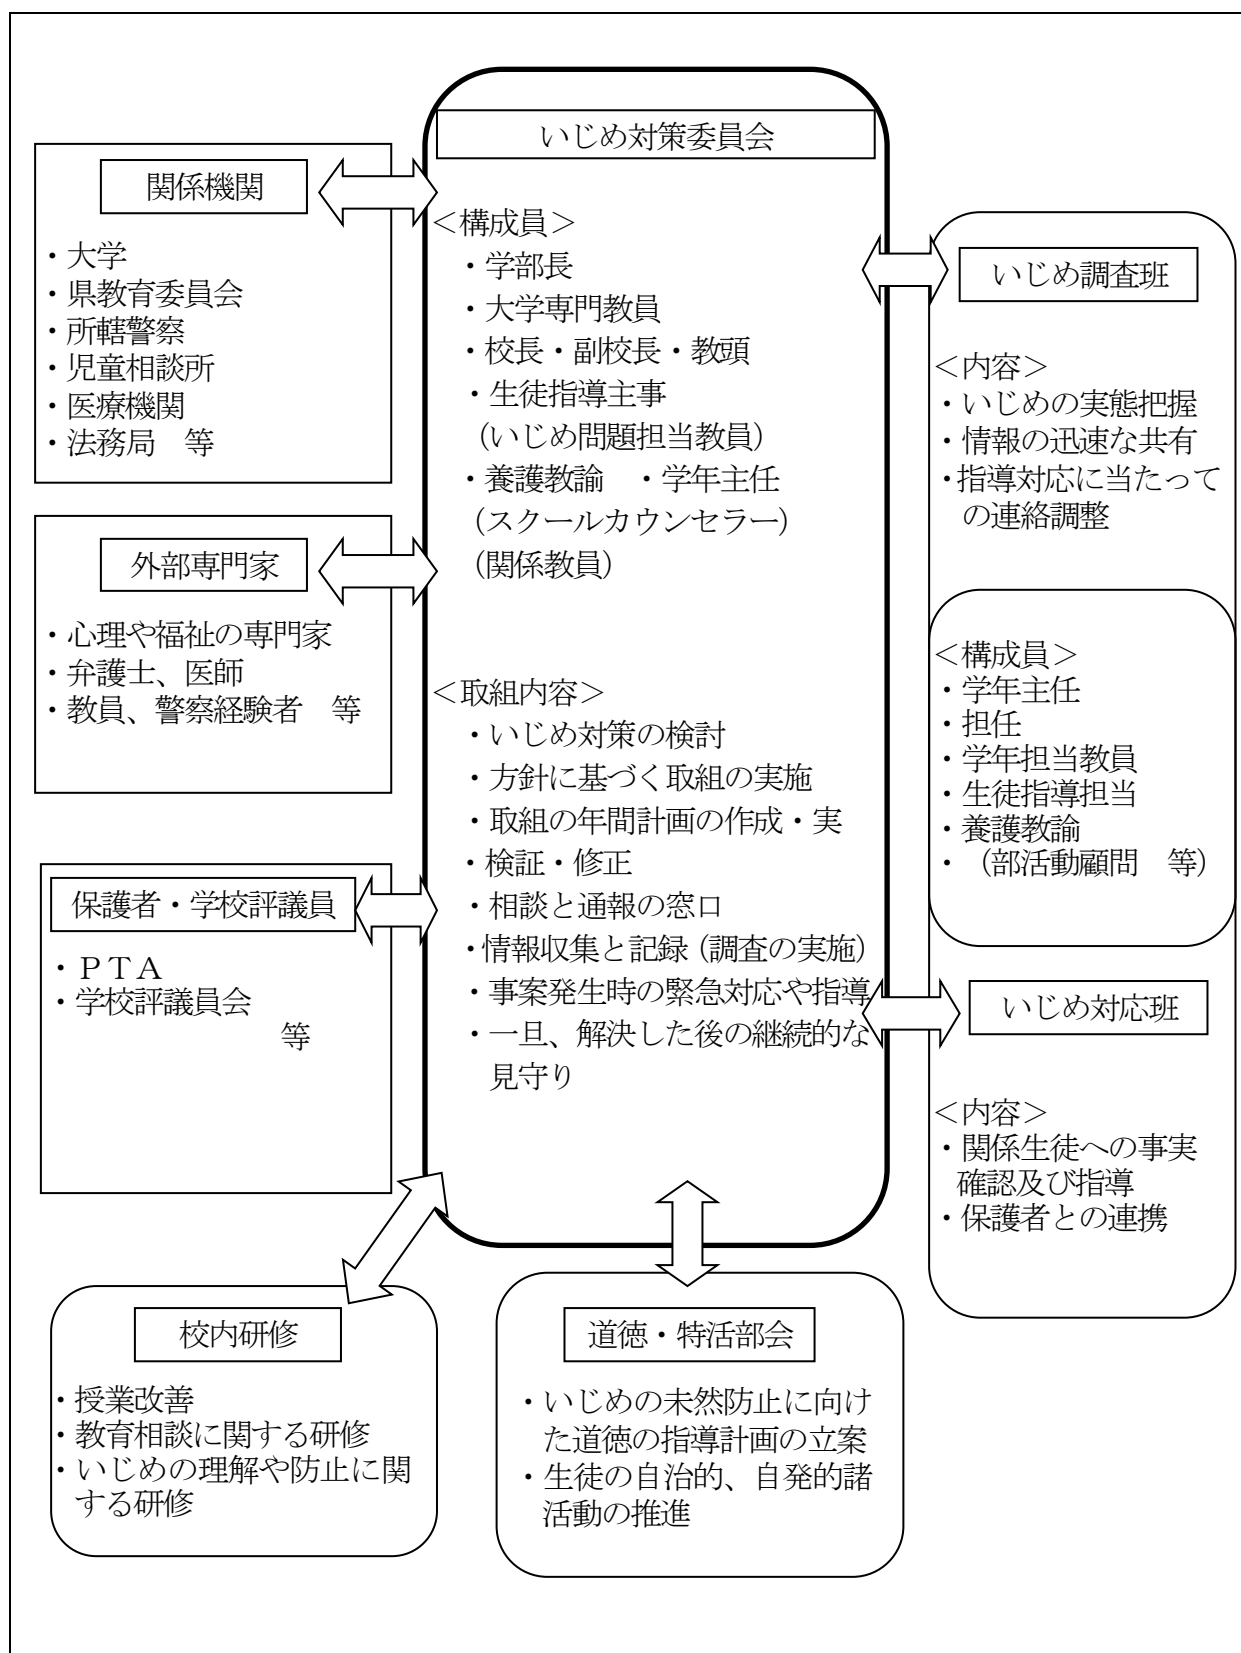 いじめ対策委員会
<構成員>
・学部長
・大学専門教員
・校長・副校長・教頭
・生徒指導主事
（いじめ問題担当教員）
・養護教諭　・学年主任
（スクールカウンセラー）
（関係教員）
<取組内容>
・いじめ対策の検討
・方針に基づく取組の実施
・取組の年間計画の作成・実
・検証・修正
・相談と通報の窓口
・情報収集と記録（調査の実施）
・事案発生時の緊急対応や指導
・一旦、解決した後の継続的な
見守り
関係機関
・大学
・県教育委員会
・所轄警察
・児童相談所
・医療機関
・法務局　等
外部専門家
・心理や福祉の専門家
・弁護士、医師
・教員、警察経験者　等
保護者・学校評議員
・ＰＴＡ
・学校評議員会
等
いじめ調査班
<内容>
・いじめの実態把握
・情報の迅速な共有
・指導対応に当たって
の連絡調整
<構成員>
・学年主任
・担任
・学年担当教員
・生徒指導担当
・養護教諭
・（部活動顧問　等）
いじめ対応班
<内容>
・関係生徒への事実
確認及び指導
・保護者との連携
校内研修
・授業改善
・教育相談に関する研修
・いじめの理解や防止に関
する研修
道徳・特活部会
・いじめの未然防止に向け
た道徳の指導計画の立案
・生徒の自治的、自発的諸
活動の推進